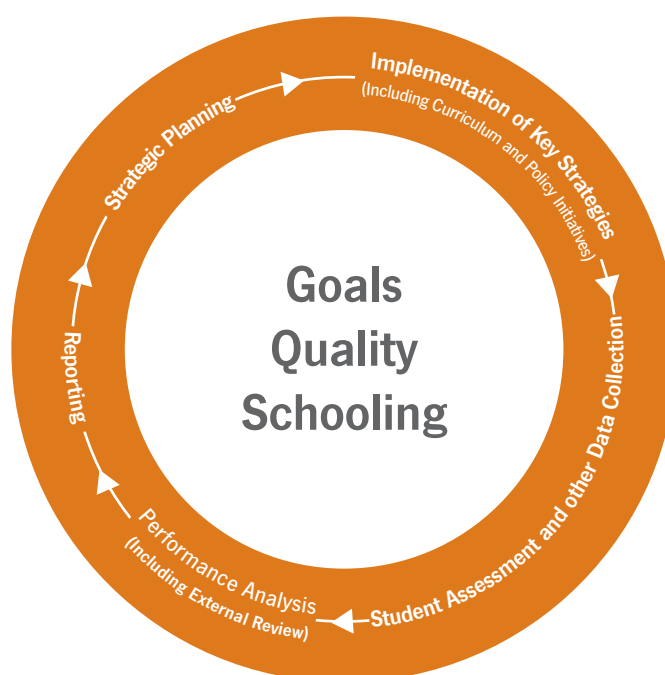 Strategic Planning
Implementation of Key Strategies
(Including Curriculum and Policy Initiatives)
Student Assessment and other Data Collection
Performance Analysis
(Including External Review)
Reporting
Goals
Quality
Schooling